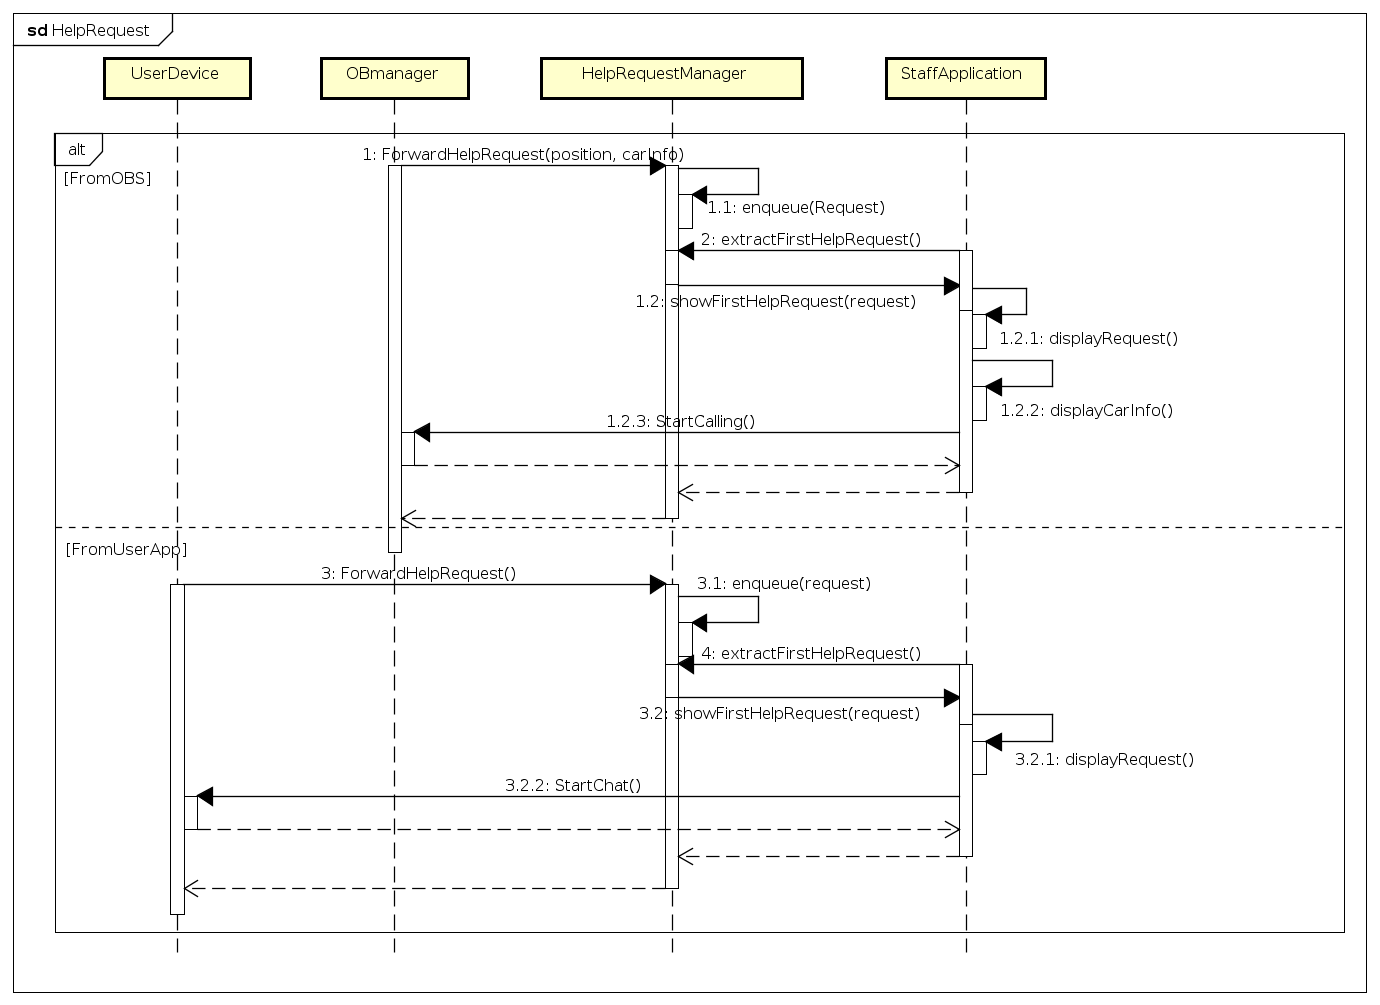 sd HelpRequest
UserDevice
OBmanager
HelpRequestManager
StaffApplication
alt
[FromOBS]
1: ForwardHelpRequest(position, carInfo)
1.1: enqueue(Request)
2: extractFirstHelpRequest()
1.2: showFirstHelpRequest(request)
1.2.1: displayRequest()
1.2.2: displayCarInfo()
1.2.3: StartCalling()
[FromUserApp]
3: ForwardHelpRequest()
3.1: enqueue(request)
4: extractFirstHelpRequest()
3.2: showFirstHelpRequest(request)
3.2.1: displayRequest()
3.2.2: StartChat()